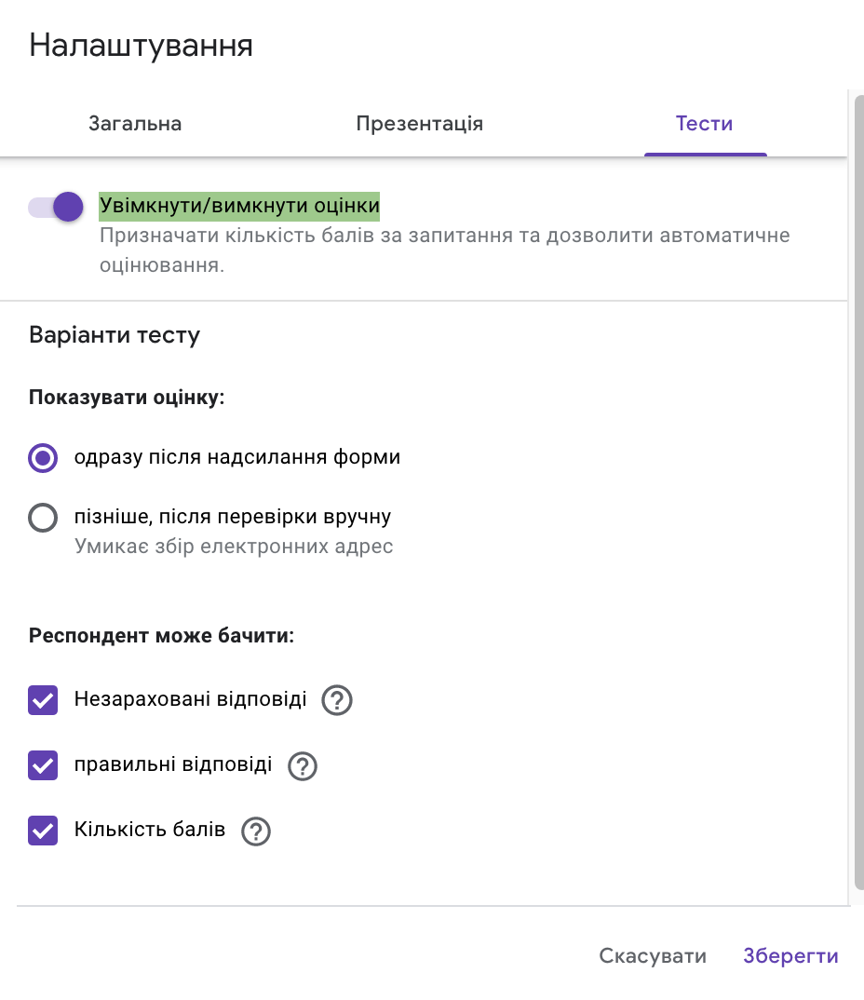 Налаштування
Загальна
Презентація
Тести
Увімкнути/вимкнути оцінки
Призначати кількість балів за запитання та дозволити автоматичне
оцінювання.
Варіанти тесту
Показувати оцінку:
одразу після надсилання форми
пізніше, після перевірки вручну
Умикає збір електронних адрес
Респондент може бачити:
Незараховані відповіді ?
правильні відповіді ?
Кількість балів ?
Скасувати
Зберегти